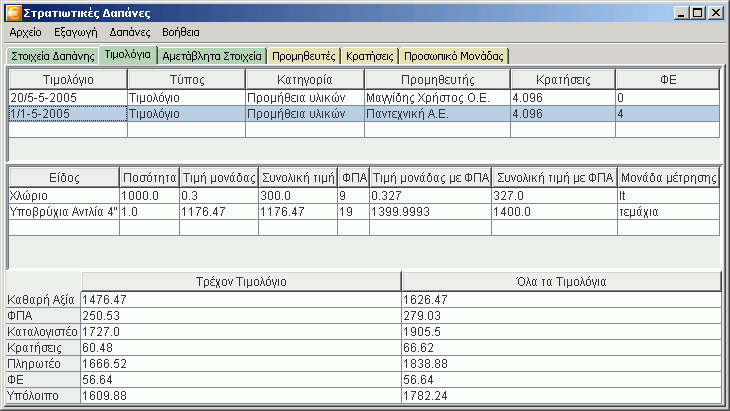 Στρατιωτικές Δαπάνες
Αρχείο Εξαγωγή Δαπάνες Βοήθεια
Στοιχεία Δαπάνης Τιμολόγια Αμετάβλητα Στοιχεία Προμηθευτές Κρατήσεις Προσωπικό Μονάδας
Τιμολόγιο Τύπος Κατηγορία Προμηθευτής Κρατήσεις ΦΕ
20/5-5-2005 Τιμολόγιο Προμήθεια υλικών Μαγγίδης Χρήστος Ο.Ε. 4.096 0
1/1-5-2005 Τιμολόγιο Προμήθεια υλικών Παντεχνική Α.Ε. 4.096 4
Είδος Ποσότητα Τιμή μονάδας Συνολική τιμή ΦΠΑ Τιμή μονάδας με ΦΠΑ Συνολική τιμή με ΦΠΑ Μονάδα μέτρησης
Χλώριο 1000.0 0.3 300.0 9 0.327 327.0 lt
Υποβρύχια Αντλία 4" 1.0 1176.47 1176.47 19 1399.9993 1400.0 τεμάχια
Τρέχον Τιμολόγιο Όλα τα Τιμολόγια
Καθαρή Αξία 1476.47 1626.47
ΦΠΑ 250.53 279.03
Καταλογιστέο 1727.0 1905.5
Κρατήσεις 60.48 66.62
Πληρωτέο 1666.52 1838.88
ΦΕ 56.64 56.64
Υπόλοιπο 1609.88 1782.24